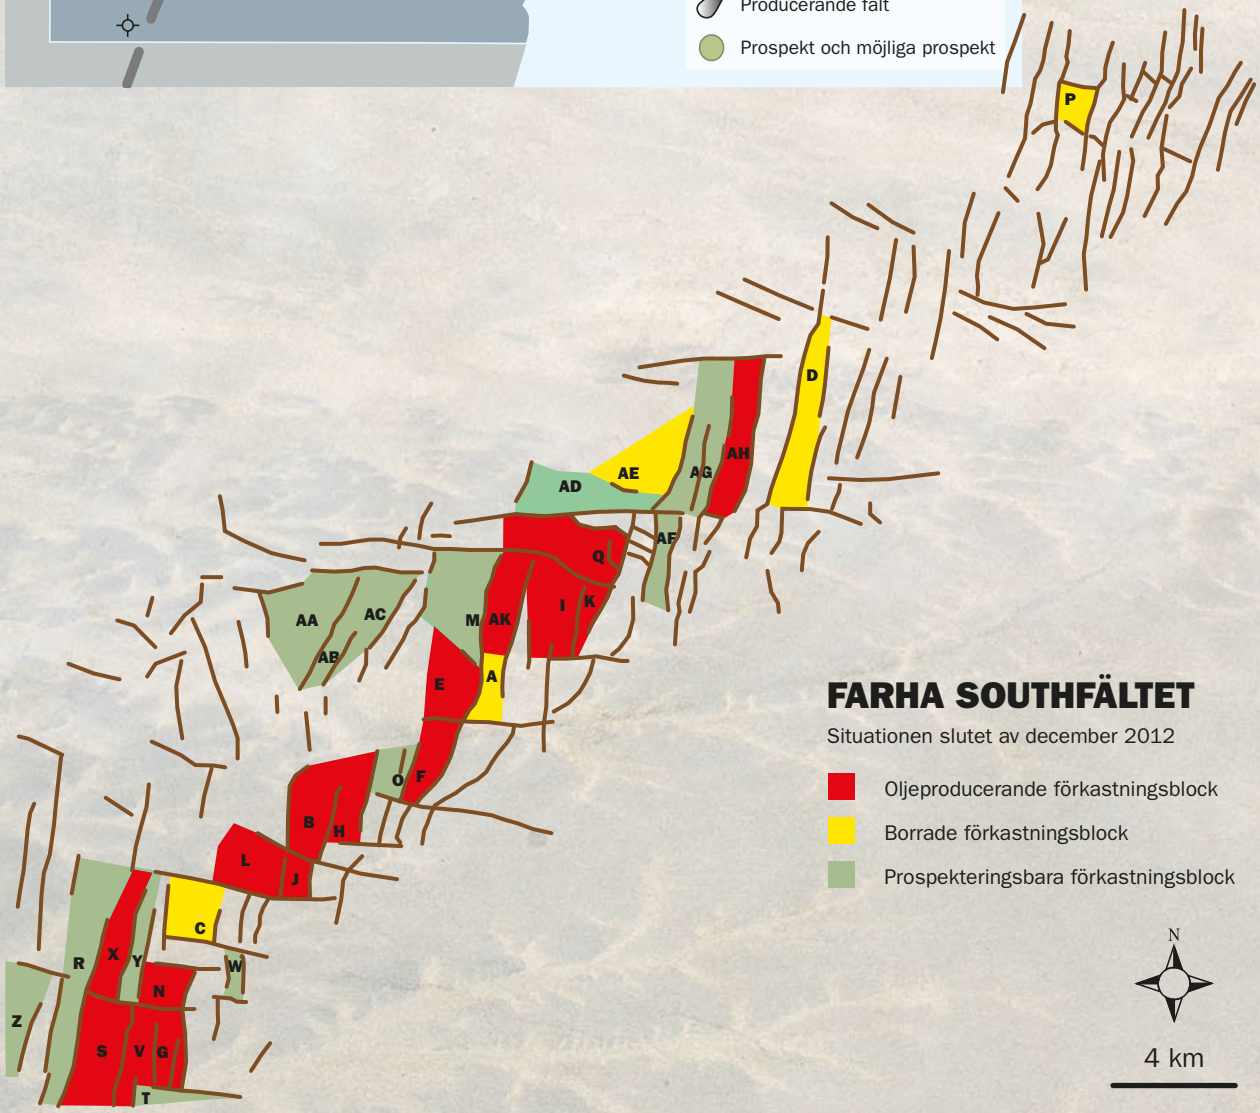 Producerande fält
Prospekt och möjliga prospekt
P
D
AH
AE
AG
AD
AF
Q
I
K
AA
AC
M
AK
AB
E
A
O
F
B
H
L
J
C
R
X
Y
W
N
Z
S
V
G
T
FARHA SOUTHFÄLTET
Situationen slutet av december 2012
Oljeproducerande förkastningsblock
Borrade förkastningsblock
Prospekteringsbara förkastningsblock
N
4 km